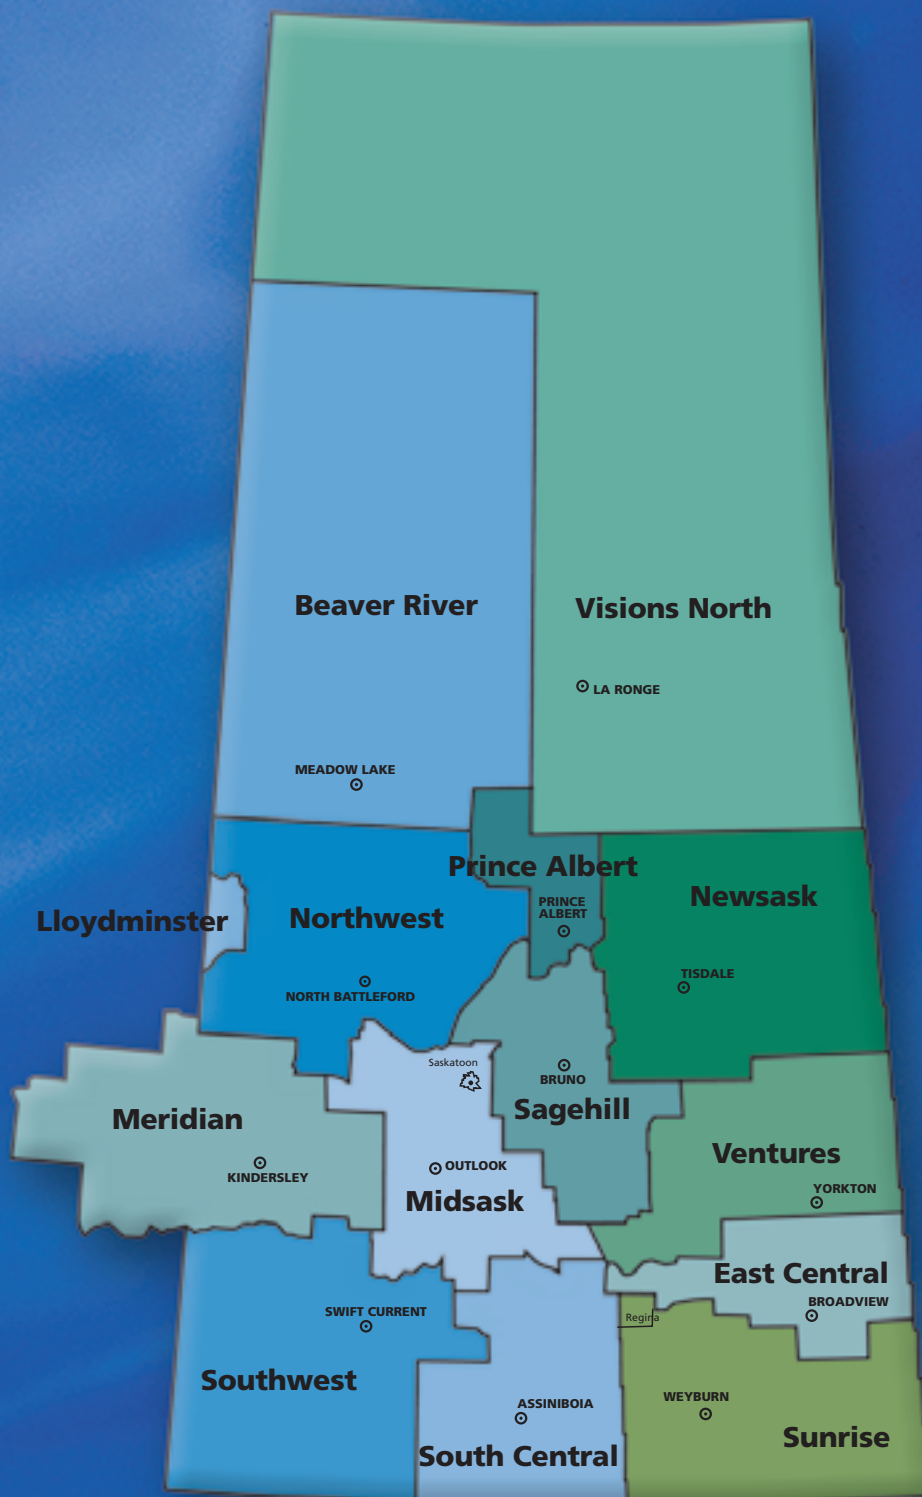 Beaver River
Visions North
LA RONGE
MEADOW LAKE
Prince Albert
Newsask
PRINCE
ALBERT
Lloydminster
Northwest
TISDALE
NORTH BATTLEFORD
Saskatoon
BRUNO
Sagehill
Meridian
Ventures
OUTLOOK
KINDERSLEY
YORKTON
Midsask
East Central
BROADVIEW
SWIFT CURRENT
Regina
Southwest
WEYBURN
ASSINIBOIA
Sunrise
South Central